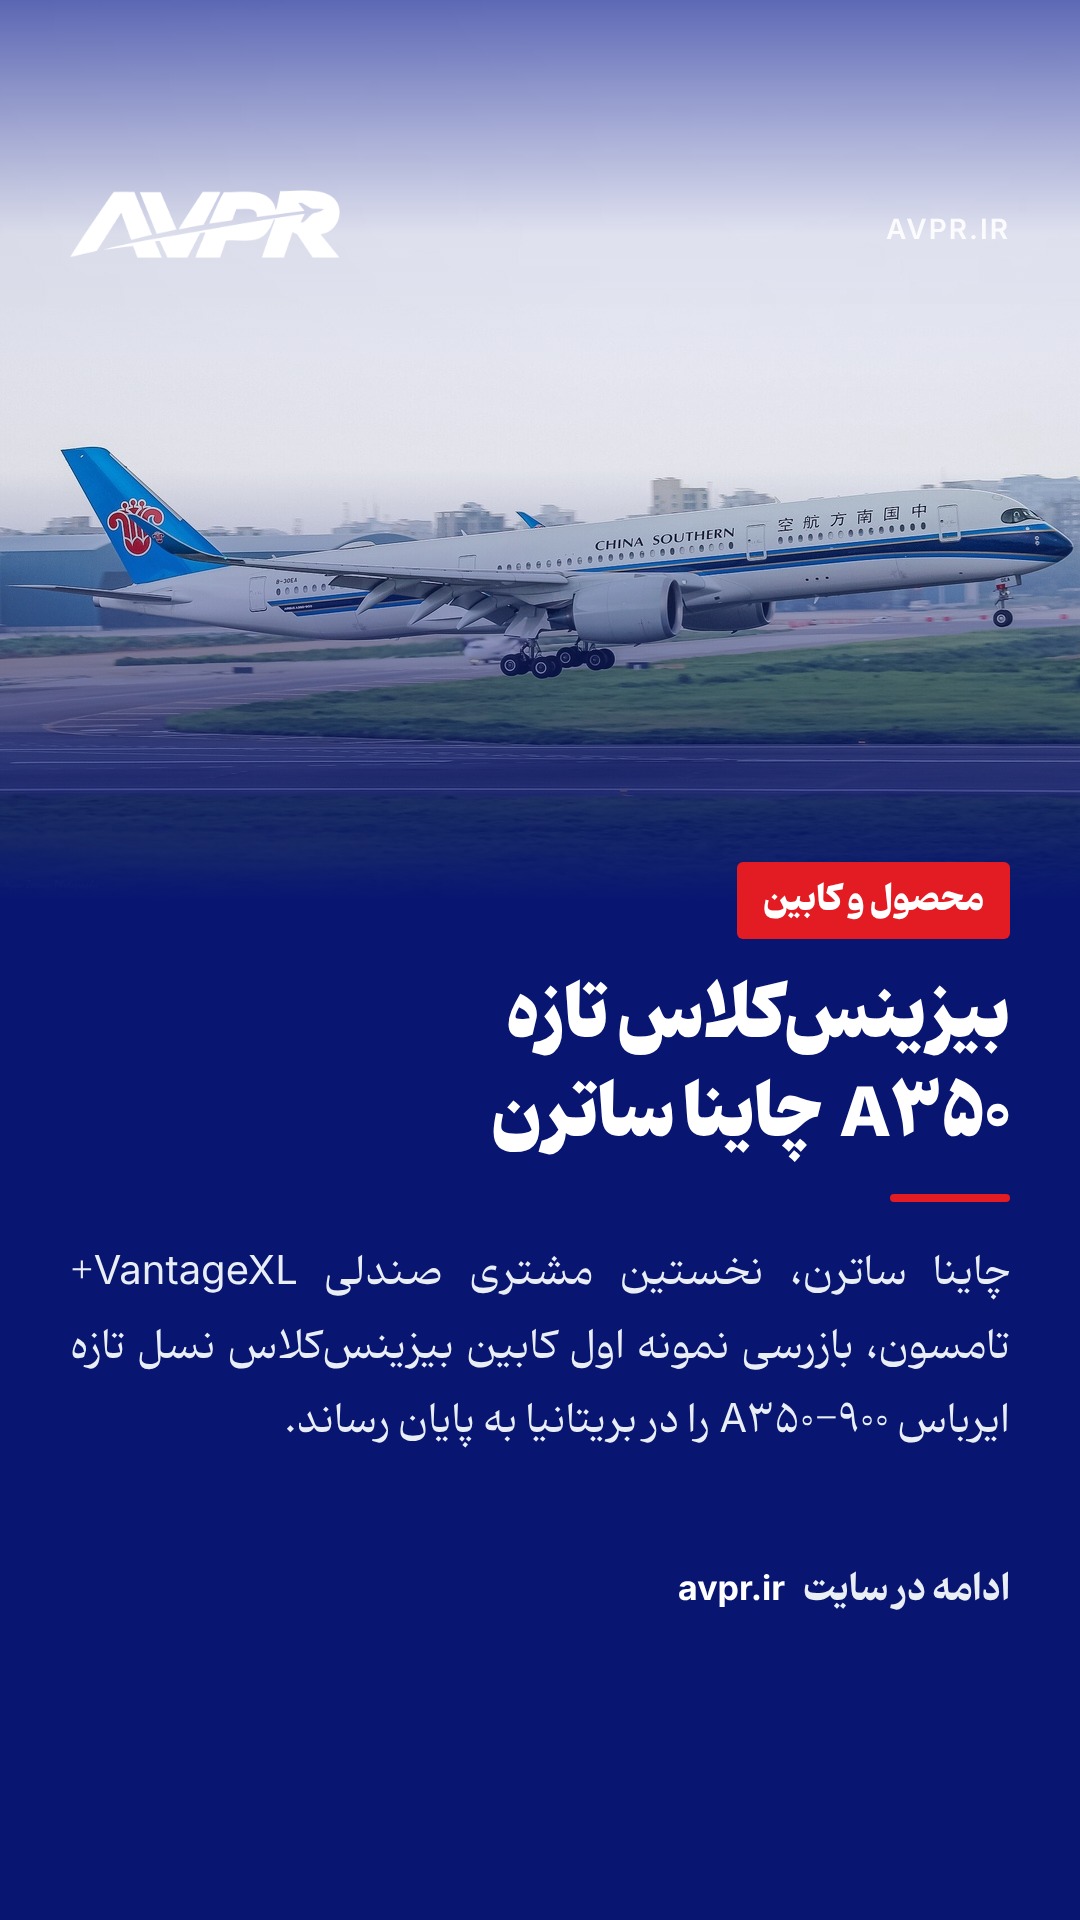 AVPR
AVPR.IR
CHINA SOUTHERN
空航方南国中
B-30EA
محصول و کابین
بیزینس‌کلاس تازه
A۳۵۰ چاینا ساترن
چاینا ساترن، نخستین مشتری صندلی VantageXL+
تامسون، بازرسی نمونه اول کابین بیزینس‌کلاس نسل تازه
ایرباس A۳۵۰–۹۰۰ را در بریتانیا به پایان رساند.
ادامه در سایت avpr.ir